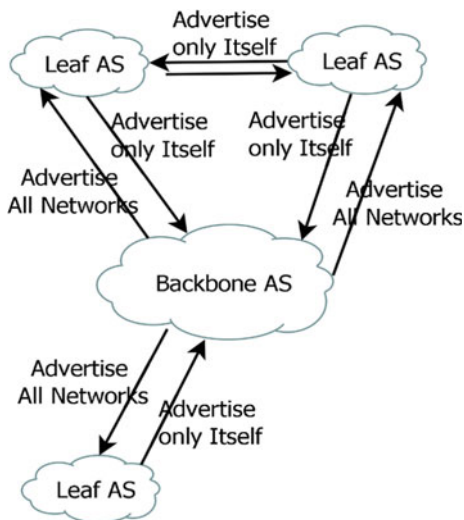 Advertise
only Itself
Leaf AS
Leaf AS
Advertise
only Itself
Advertise
only Itself
Advertise
All Networks
Advertise
All Networks
Backbone AS
Advertise
All Networks
Advertise
only Itself
Leaf AS